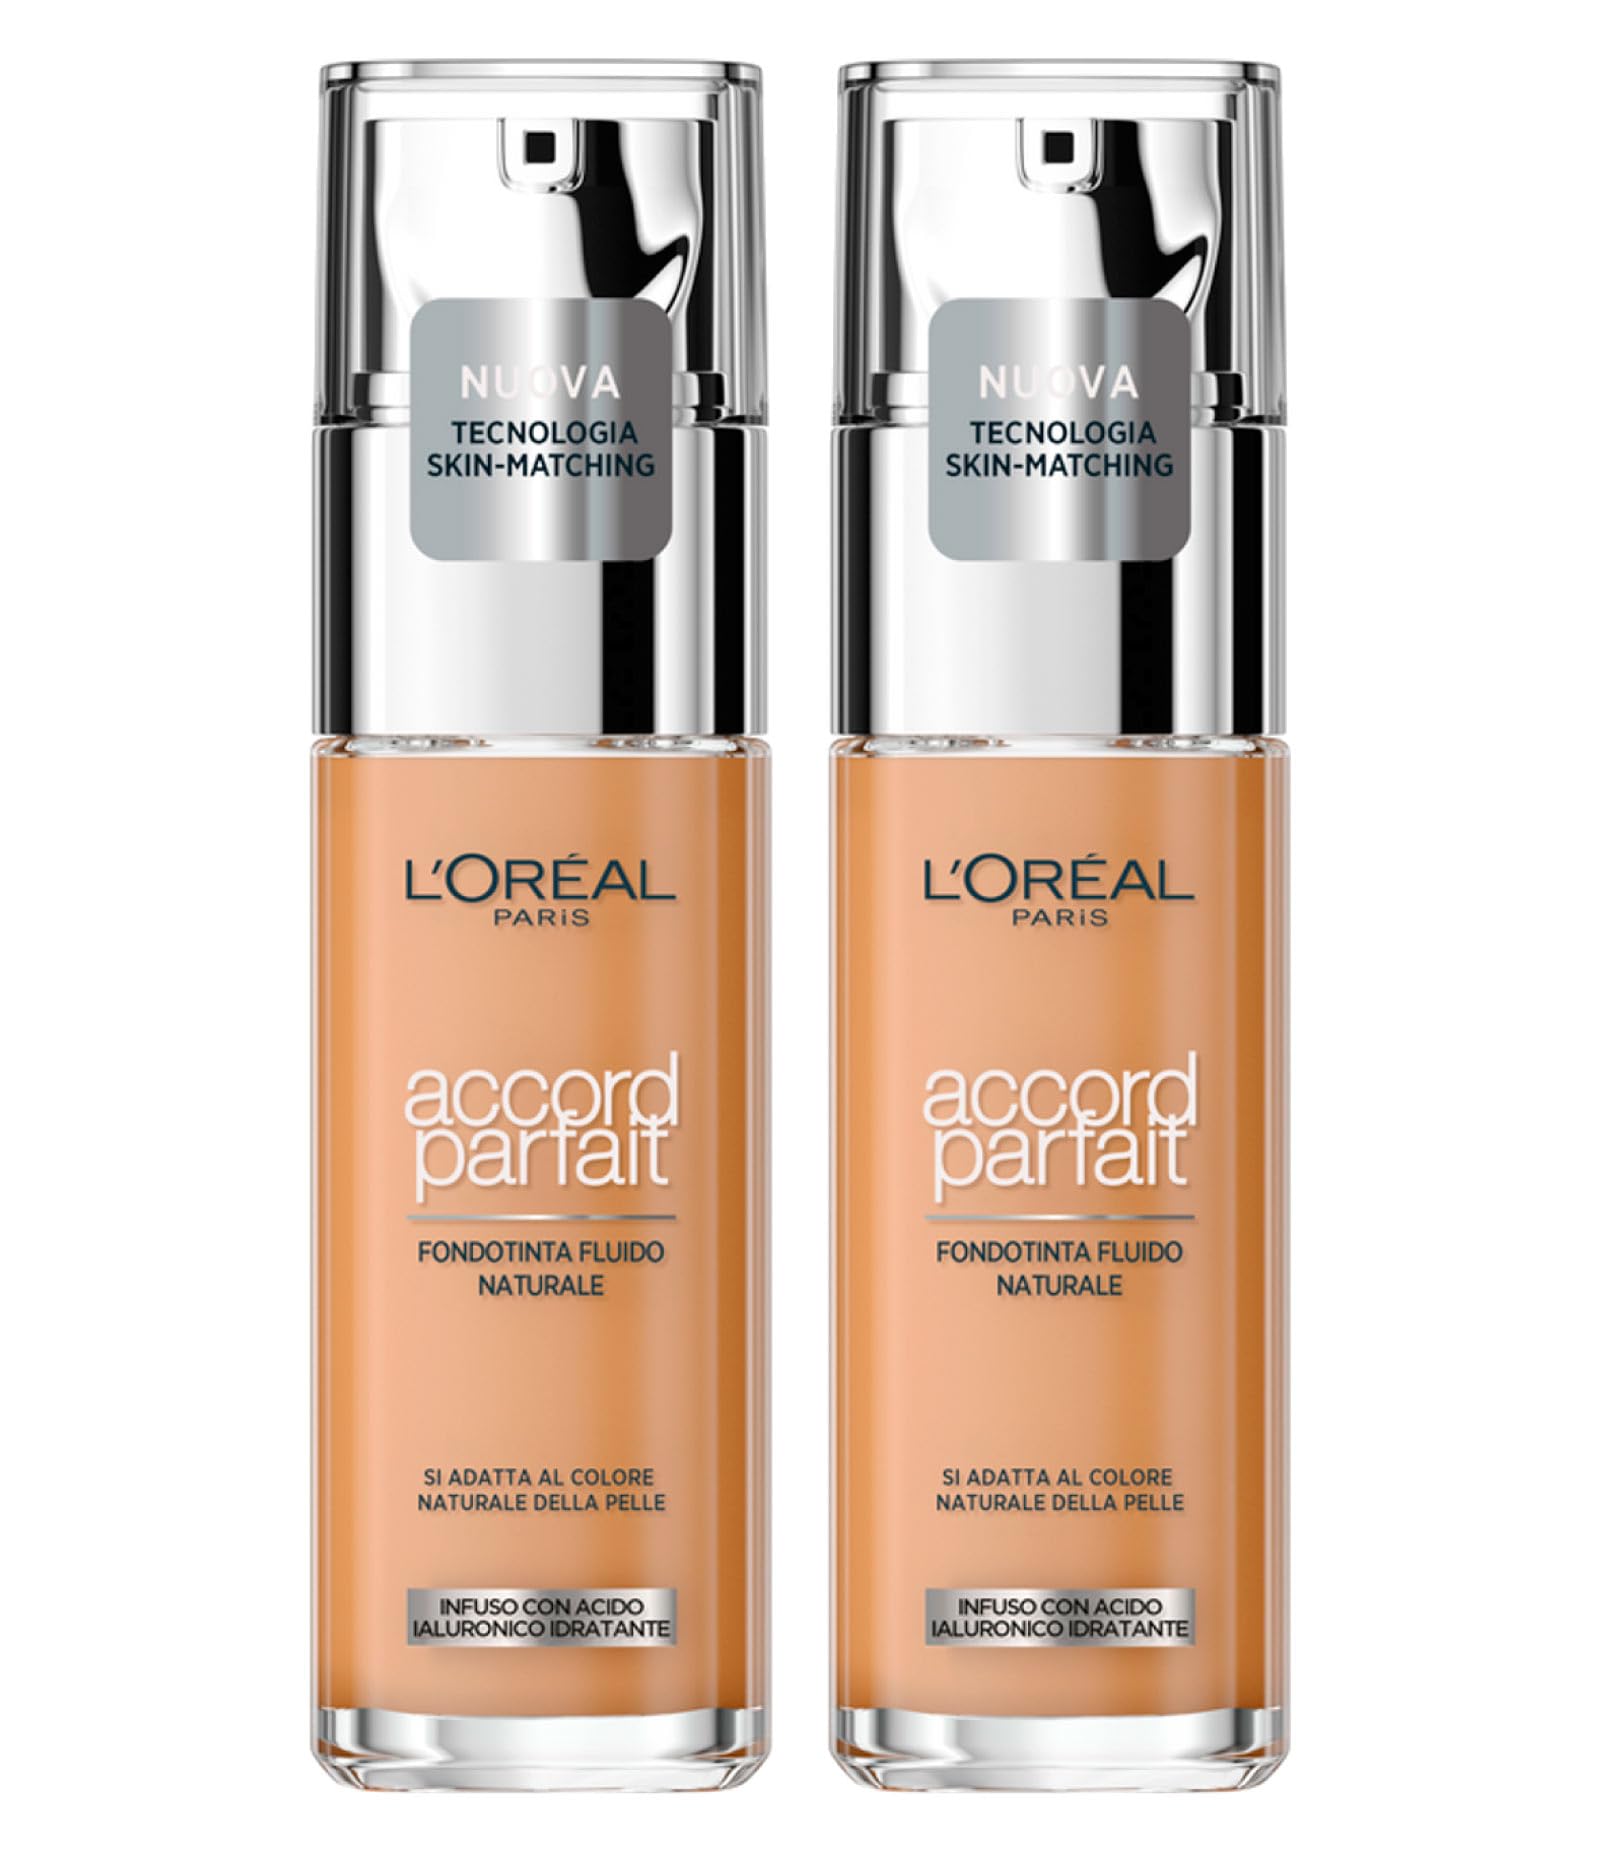 NUOVA
TECNOLOGIA
SKIN-MATCHING
L'ORÉAL
PARiS
accord
parfait
FONDOTINTA FLUIDO
NATURALE
SI ADATTA AL COLORE
NATURALE DELLA PELLE
INFUSO CON ACIDO
IALURONICO IDRATANTE
NUOVA
TECNOLOGIA
SKIN-MATCHING
L'ORÉAL
PARiS
accord
parfait
FONDOTINTA FLUIDO
NATURALE
SI ADATTA AL COLORE
NATURALE DELLA PELLE
INFUSO CON ACIDO
IALURONICO IDRATANTE